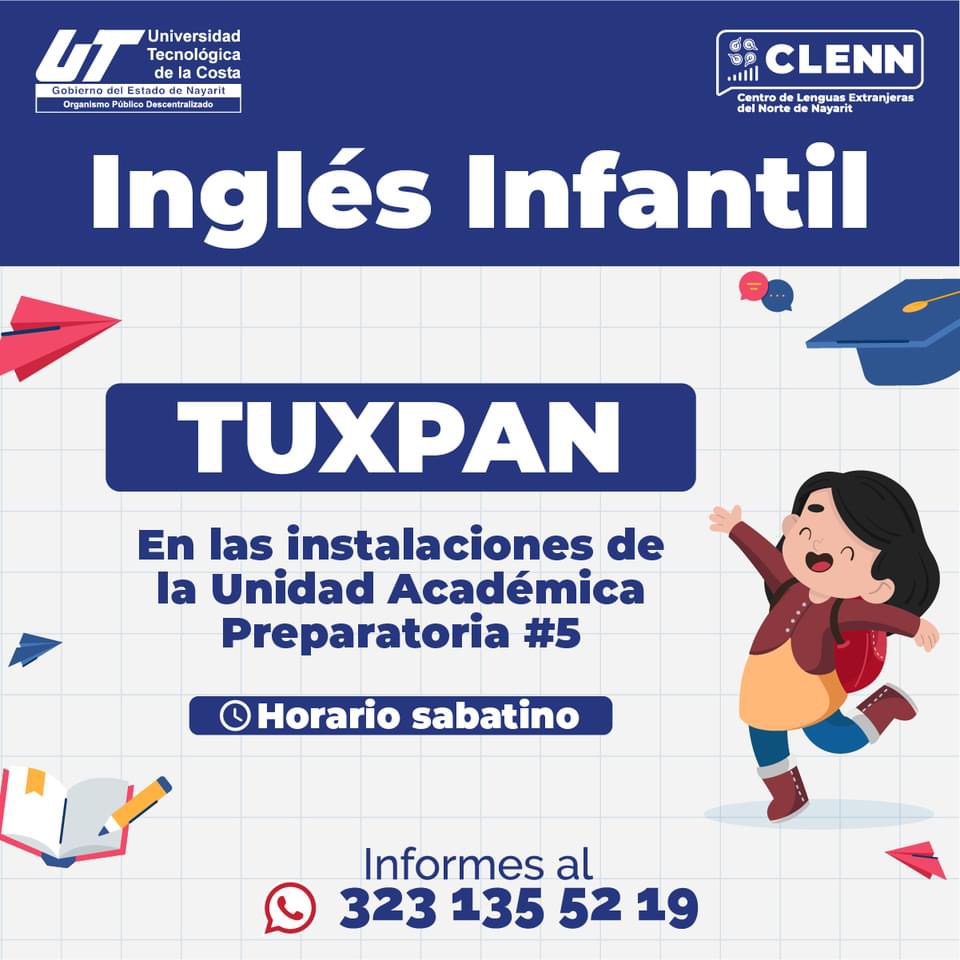 UT
Universidad
Tecnológica
de la Costa
Gobierno del Estado de Nayarit
Organismo Público Descentralizado
CLENN
Centro de Lenguas Extranjeras
del Norte de Nayarit
Inglés Infantil
TUXPAN
En las instalaciones de
la Unidad Académica
Preparatoria #5
Horario sabatino
Informes al
323 135 52 19